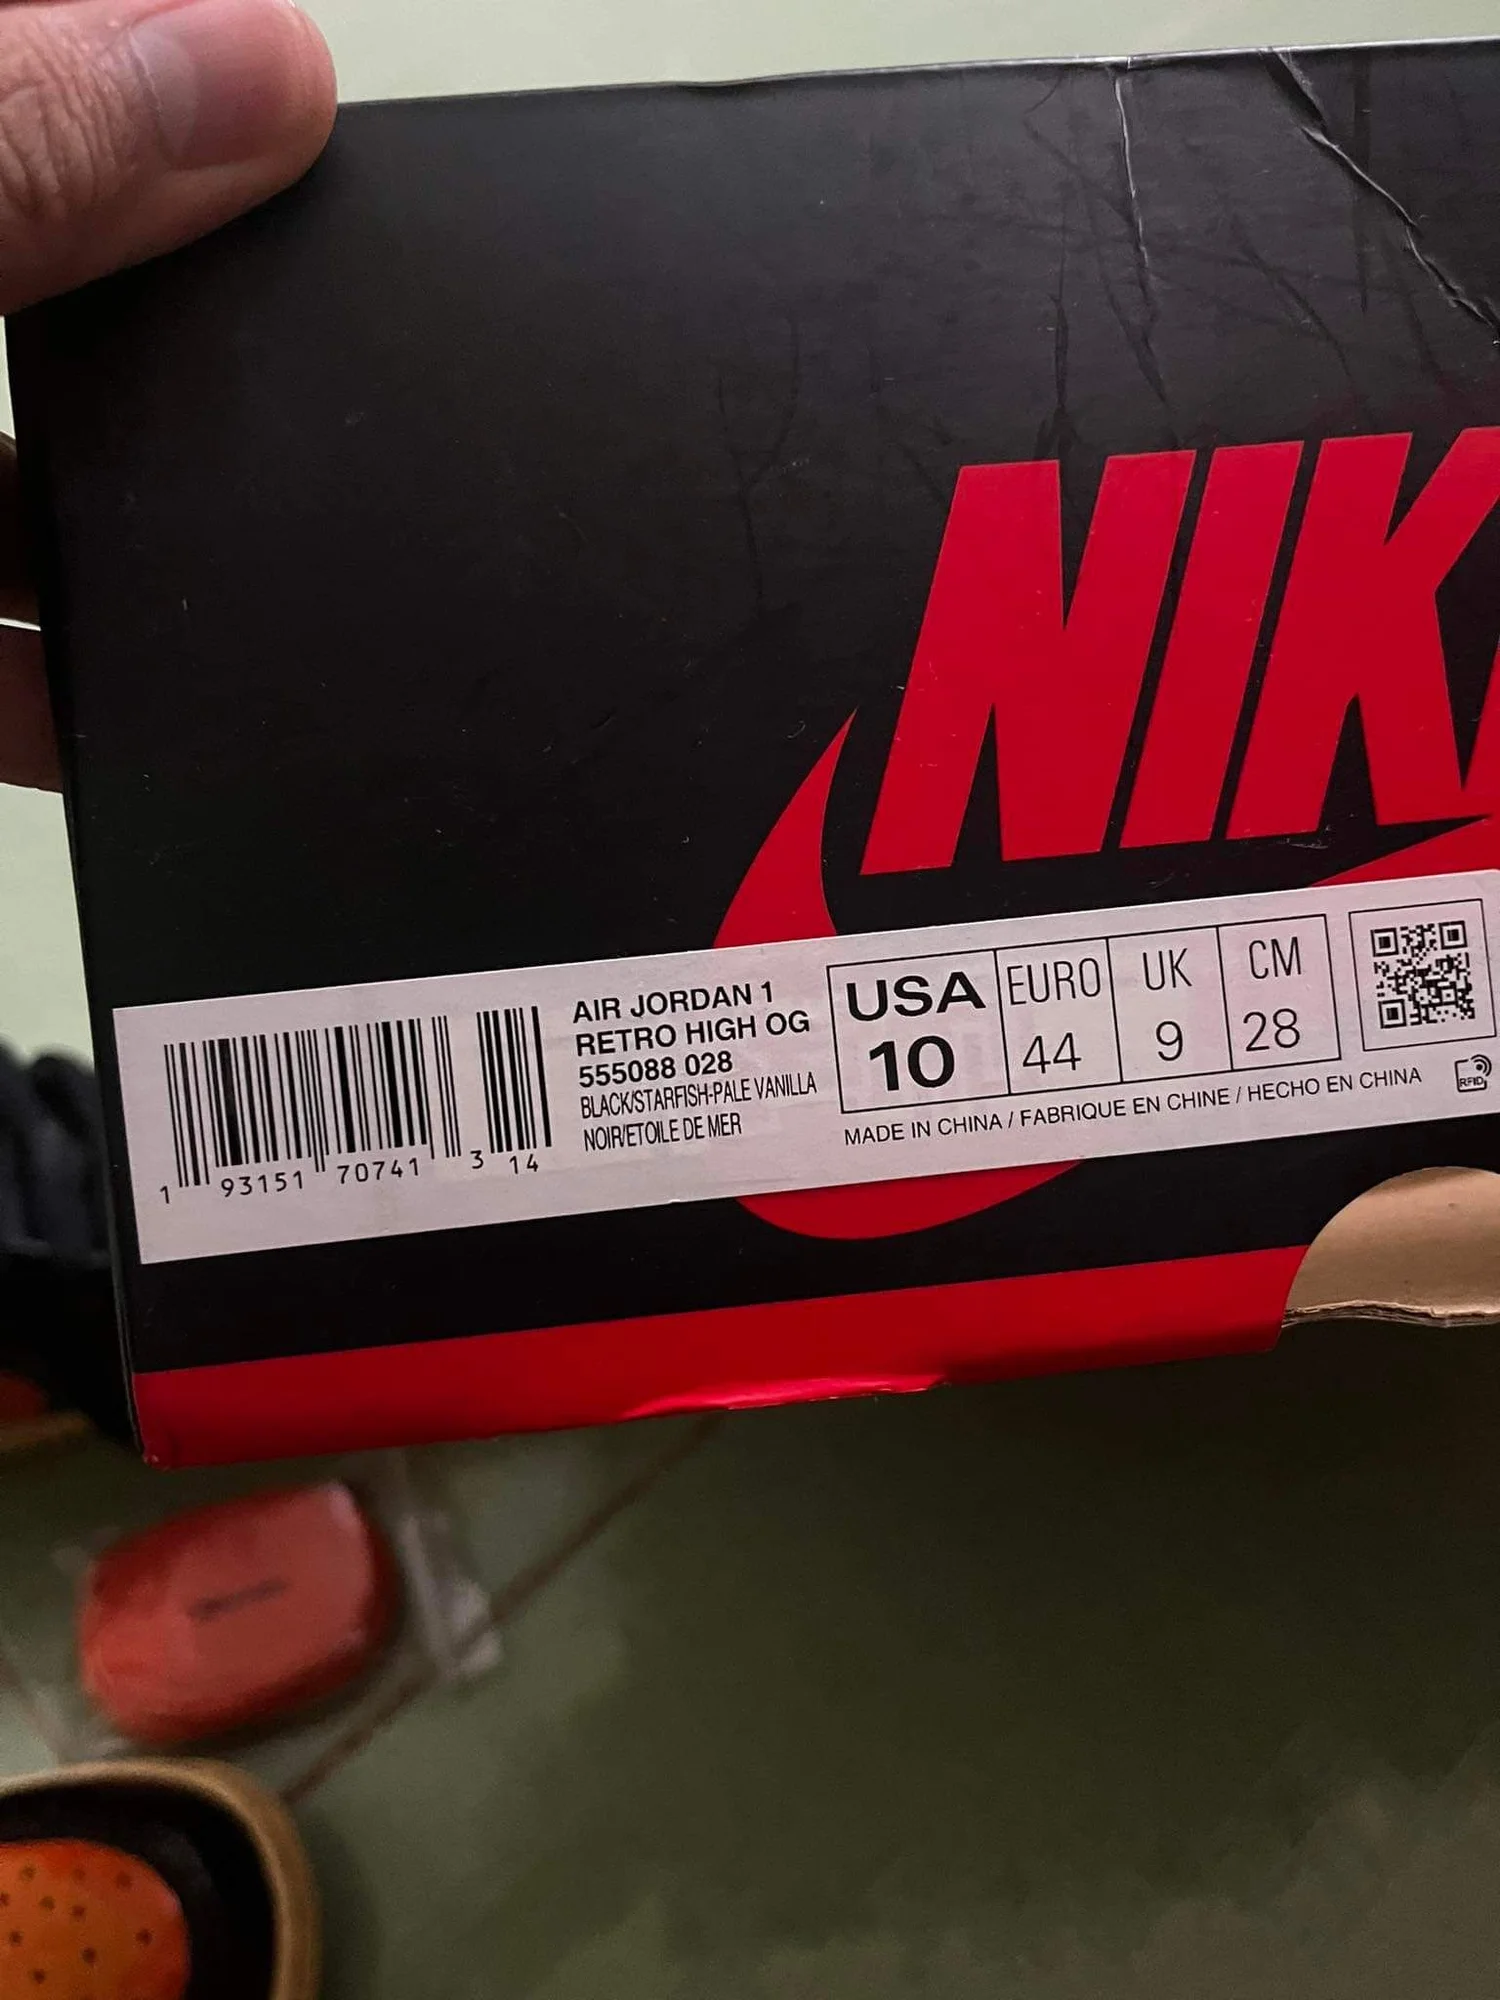 NIK
AIR JORDAN 1
RETRO HIGH OG
555088 028
BLACK/STARFISH-PALE VANILLA
NOIR/ETOILE DE MER
1 93151 70741 3 14
USA EURO UK CM
10 44 9 28
MADE IN CHINA / FABRIQUE EN CHINE / HECHO EN CHINA
RFID